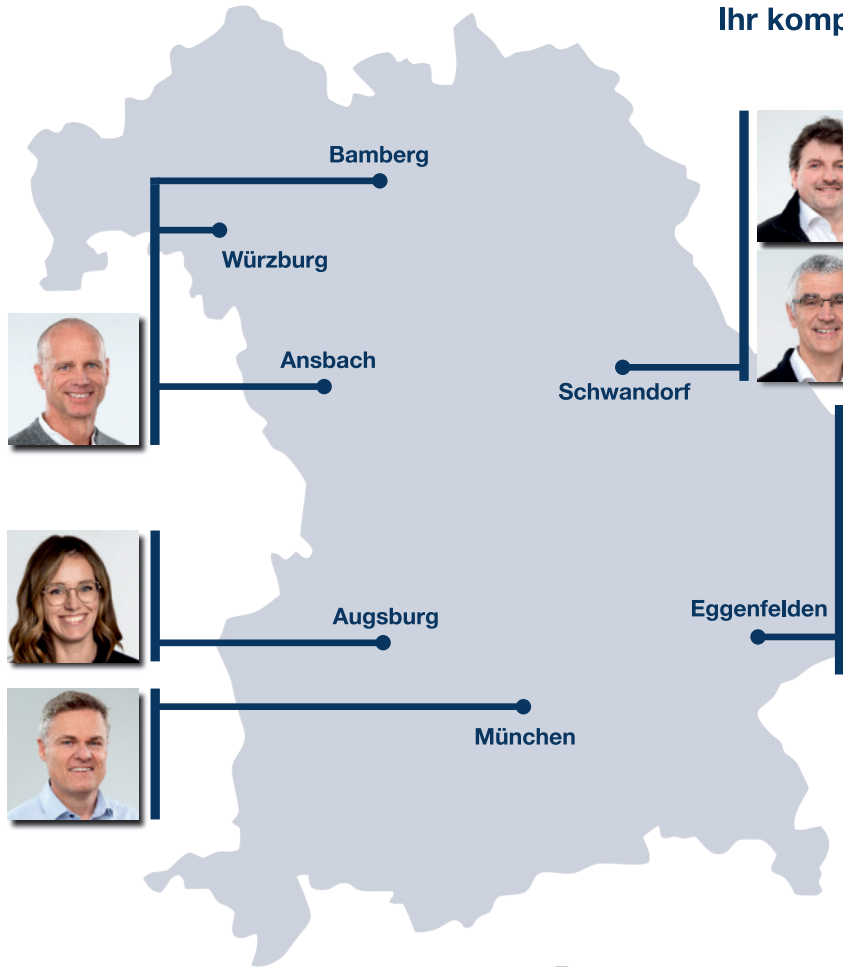 Ihr komp
Bamberg
Würzburg
Ansbach
Schwandorf
Augsburg
Eggenfelden
München